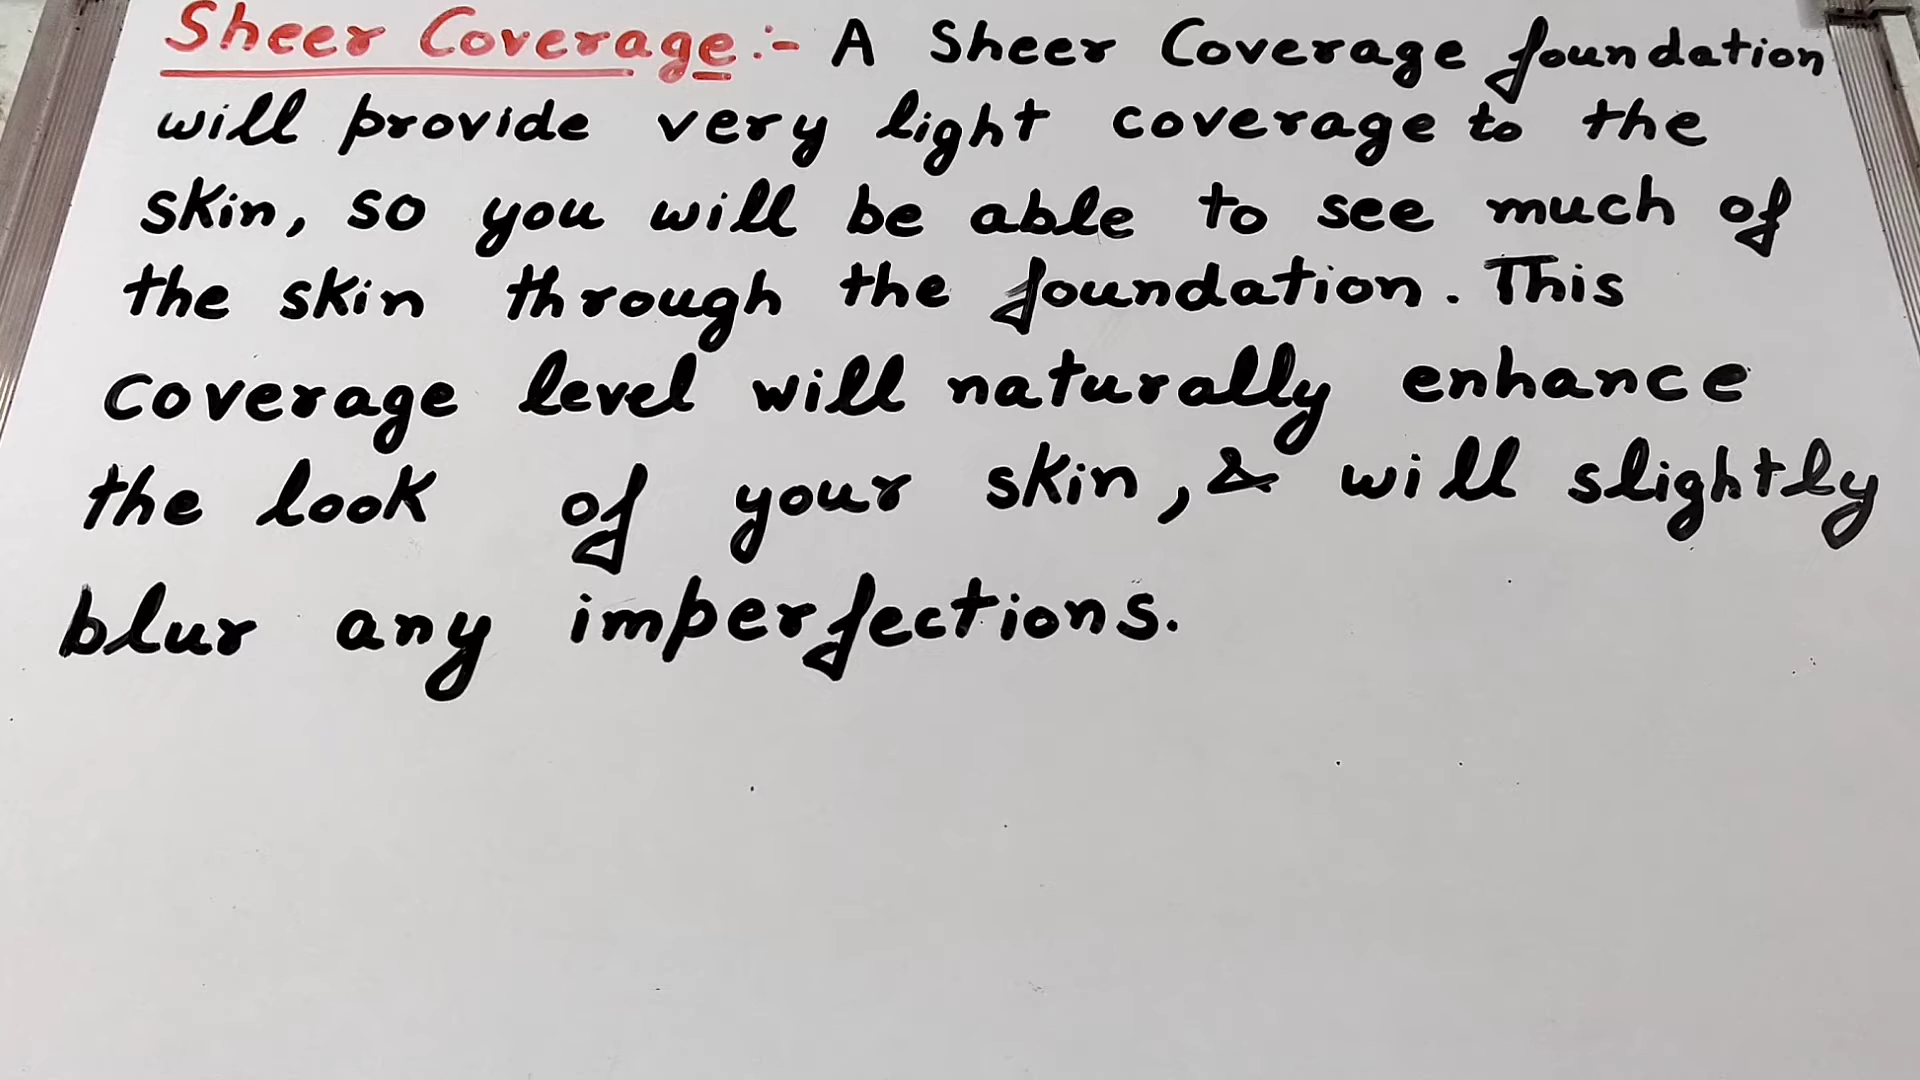 Sheer Coverage :- A Sheer Coverage foundation
will provide very light coverage to the
skin, so you will be able to see much of
the skin through the foundation. This
coverage level will naturally enhance
the look of your skin, & will slightly
blur any imperfections.